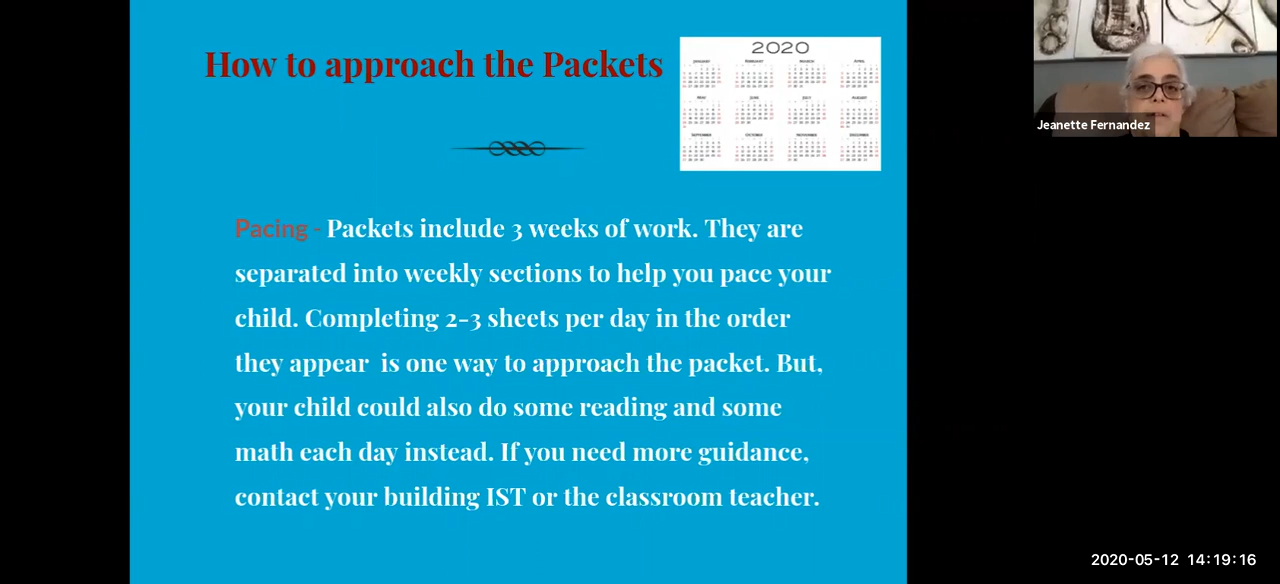 How to approach the Packets
2020
Jeanette Fernandez
Pacing - Packets include 3 weeks of work. They are
separated into weekly sections to help you pace your
child. Completing 2-3 sheets per day in the order
they appear  is one way to approach the packet. But,
your child could also do some reading and some
math each day instead. If you need more guidance,
contact your building IST or the classroom teacher.
2020-05-12 14:19:16